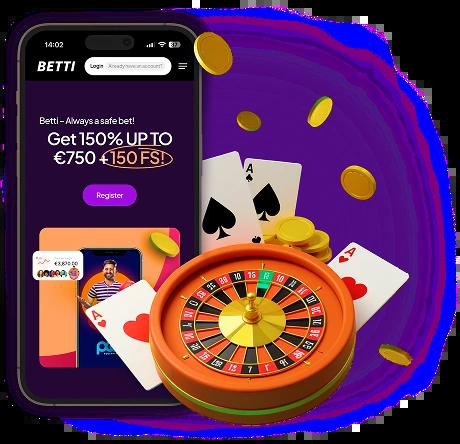 14:02
BETTI
Login Already have an account?
Betti – Always a safe bet!
Get 150% UP TO
€750 +150 FS!
Register
€3,870.00
A
A
A
A